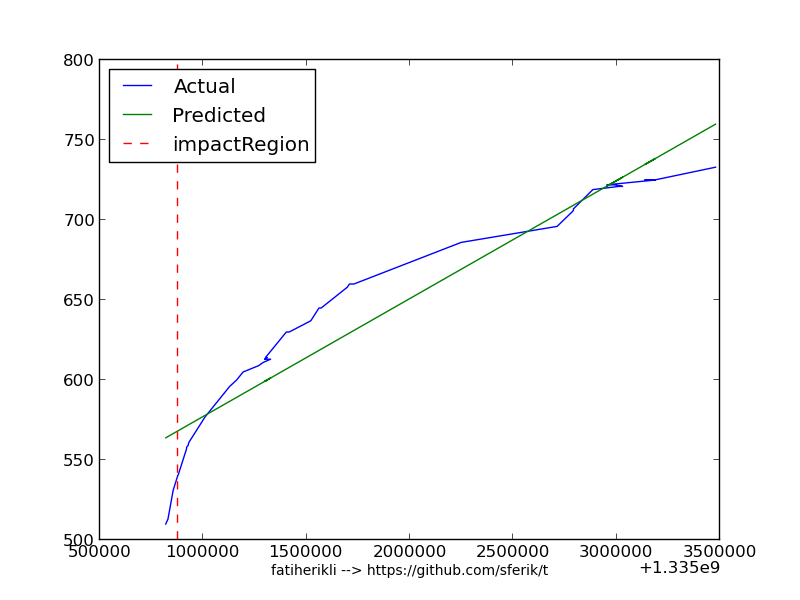 800
750
700
650
600
550
500
Actual
Predicted
impactRegion
500000 1000000 1500000 2000000 2500000 3000000 3500000
+1.335e9
fatiherikli --> https://github.com/sferik/t